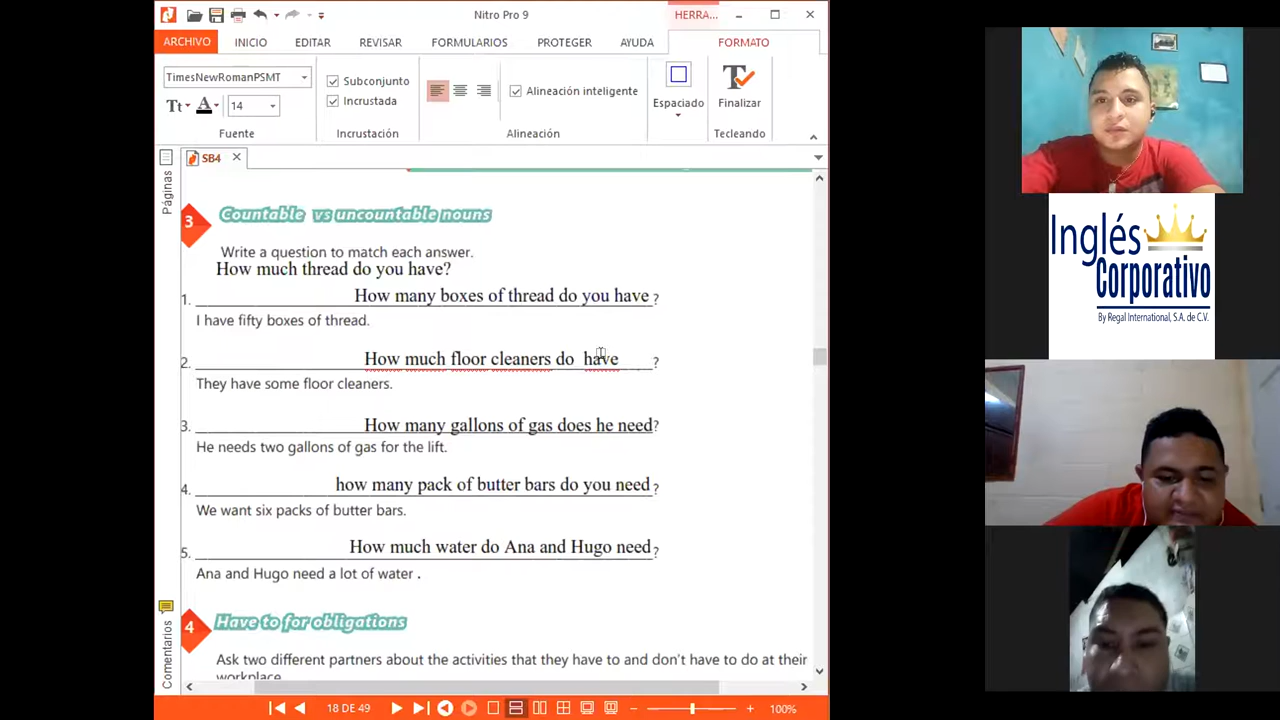 Nitro Pro 9
HERRA...
ARCHIVO
INICIO
EDITAR
REVISAR
FORMULARIOS
PROTEGER
AYUDA
FORMATO
TimesNewRomanPSMT
14
Fuente
Subconjunto
Incrustada
Incrustación
Alineación inteligente
Alineación
Espaciado
Finalizar
Tecleando
SB4
Páginas
3
Countable vs uncountable nouns
Write a question to match each answer.
How much thread do you have?
1. How many boxes of thread do you have?
I have fifty boxes of thread.
2. How much floor cleaners do have ?
They have some floor cleaners.
3. How many gallons of gas does he need?
He needs two gallons of gas for the lift.
4. how many pack of butter bars do you need?
We want six packs of butter bars.
5. How much water do Ana and Hugo need?
Ana and Hugo need a lot of water .
4
Have to for obligations
Ask two different partners about the activities that they have to and don't have to do at their
workplace
Comentarios
18 DE 49
100%
Inglés
Corporativo
By Regal International, S.A. de C.V.